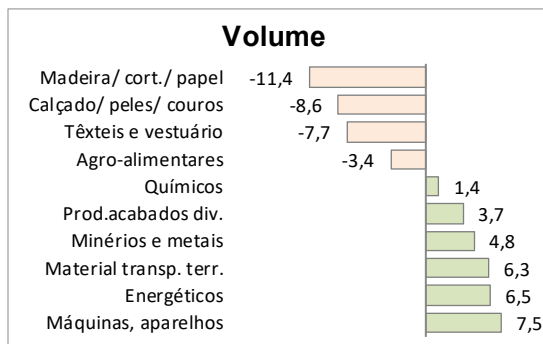 Volume
Madeira/ cort./ papel -11,4
Calçado/ peles/ couros -8,6
Têxteis e vestuário -7,7
Agro-alimentares -3,4
Químicos 1,4
Prod.acabados div. 3,7
Minérios e metais 4,8
Material transp. terr. 6,3
Energéticos 6,5
Máquinas, aparelhos 7,5